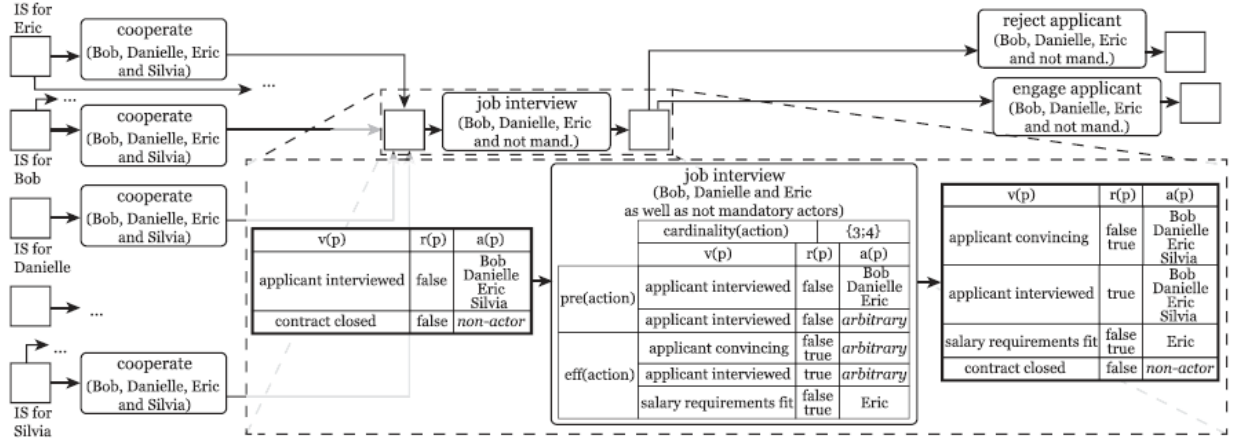 IS for
Eric
cooperate
(Bob, Danielle, Eric
and Silvia)
...
...
cooperate
(Bob, Danielle, Eric
and Silvia)
IS for
Bob
cooperate
(Bob, Danielle, Eric
and Silvia)
IS for
Danielle
...
...
cooperate
(Bob, Danielle, Eric
and Silvia)
IS for
Silvia
job interview
(Bob, Danielle, Eric
and not mand.)
reject applicant
(Bob, Danielle, Eric
and not mand.)
engage applicant
(Bob, Danielle, Eric
and not mand.)
v(p) r(p) a(p)
applicant interviewed false Bob
Danielle
Eric
Silvia
contract closed false non-actor
job interview
(Bob, Danielle and Eric
as well as not mandatory actors)
cardinality(action) {3;4}
v(p) r(p) a(p)
pre(action) applicant interviewed false Bob
Danielle
Eric
applicant interviewed false arbitrary
eff(action) applicant convincing false
true arbitrary
applicant interviewed true arbitrary
salary requirements fit false
true Eric
v(p) r(p) a(p)
applicant convincing false
true Bob
Danielle
Eric
Silvia
applicant interviewed true Bob
Danielle
Eric
Silvia
salary requirements fit false
true Eric
contract closed false non-actor